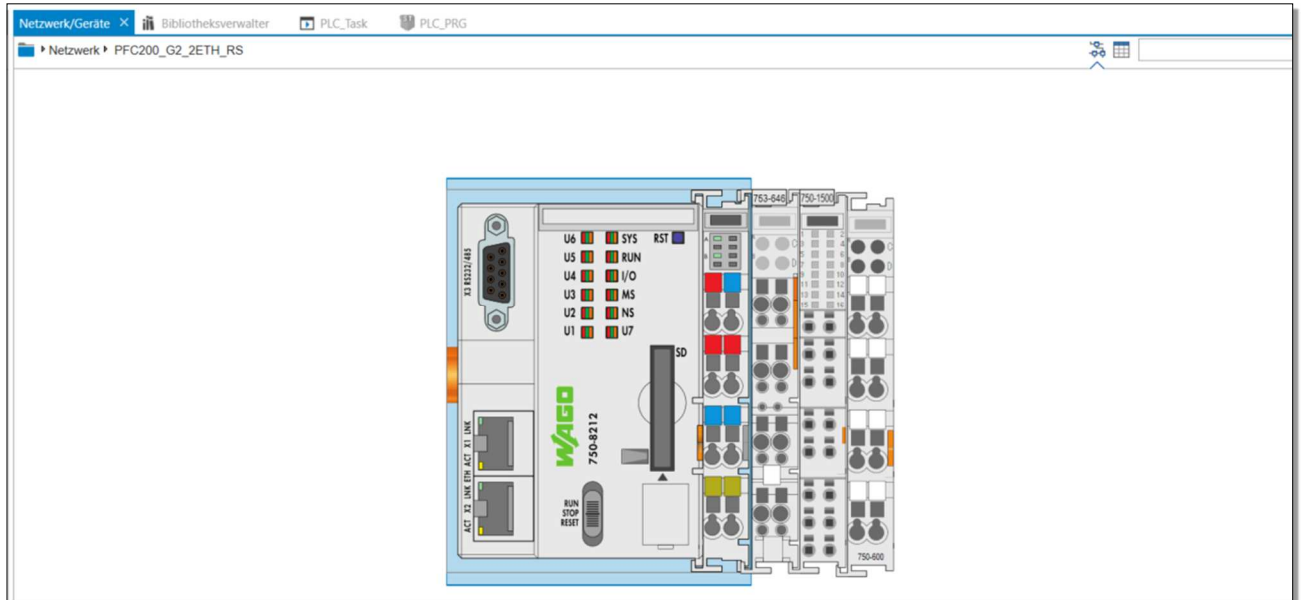 Netzwerk/Geräte
Bibliotheksverwalter
PLC_Task
PLC_PRG
Netzwerk
PFC200_G2_2ETH_RS
753-646
750-1500
X3 RS232/485
U6 SYS RST
U5 RUN
U4 I/O
U3 MS
U2 NS
U1 U7
SD
WAGO
750-8212
ACT X2 LNK ETH ACT X1 LNK
RUN
STOP
RESET
750-600